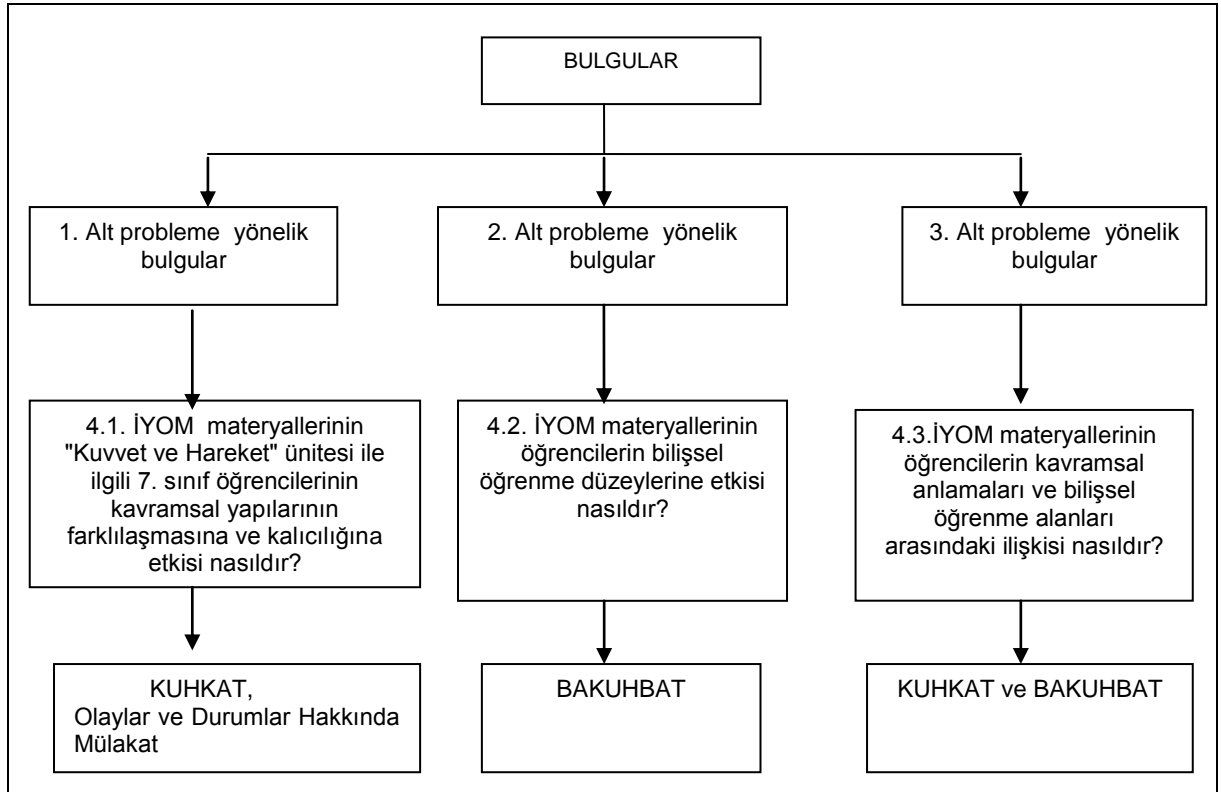 BULGULAR
1. Alt probleme yönelik
bulgular
2. Alt probleme yönelik
bulgular
3. Alt probleme yönelik
bulgular
4.1. İYOM materyallerinin
"Kuvvet ve Hareket" ünitesi ile
ilgili 7. sınıf öğrencilerinin
kavramsal yapılarının
farklılaşmasına ve kalıcılığına
etkisi nasıldır?
4.2. İYOM materyallerinin
öğrencilerin bilişsel
öğrenme düzeylerine etkisi
nasıldır?
4.3.İYOM materyallerinin
öğrencilerin kavramsal
anlamaları ve bilişsel
öğrenme alanları
arasındaki ilişkisi nasıldır?
KUHKAT,
Olaylar ve Durumlar Hakkında
Mülakat
BAKUHBAT
KUHKAT ve BAKUHBAT